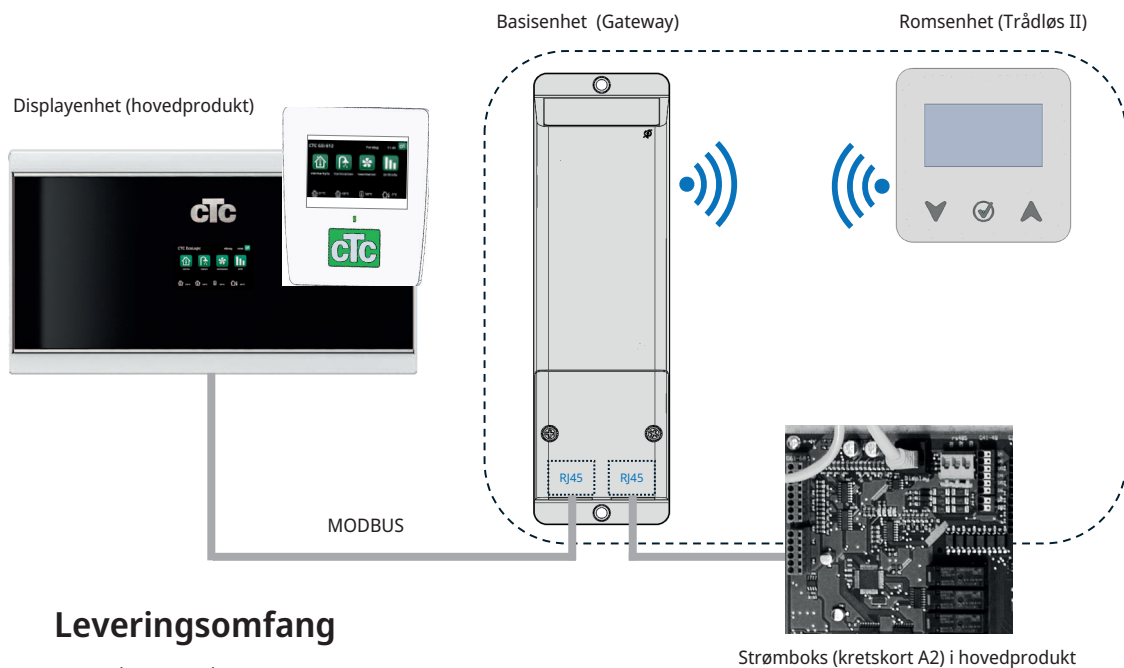 Basisenhet (Gateway)
Romsenhet (Trådløs II)
Displayenhet (hovedprodukt)
CTC
CTC
RJ45
RJ45
MODBUS
Leveringsomfang
Strømboks (kretskort A2) i hovedprodukt